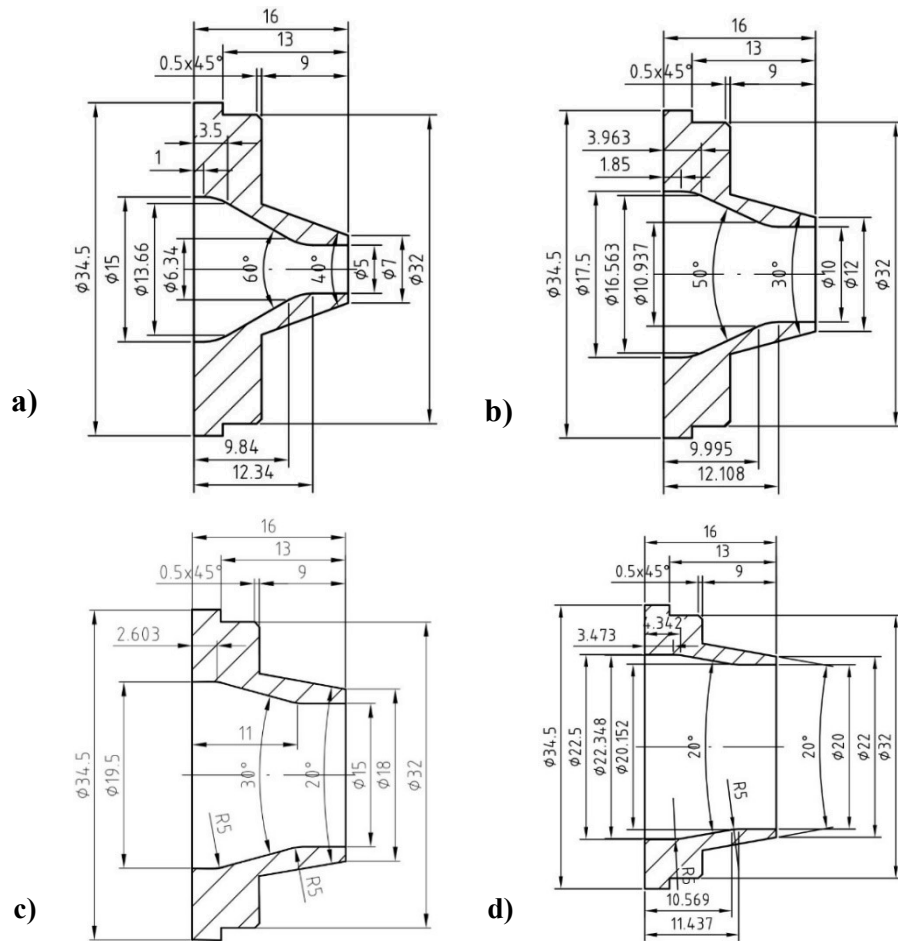 16
13
0.5x45°
9
3.5
1
ϕ34.5
ϕ15
ϕ13.66
ϕ6.34
60°
40°
ϕ5
ϕ7
ϕ32
9.84
12.34
a)
16
13
0.5x45°
9
3.963
1.85
ϕ34.5
ϕ17.5
ϕ16.563
ϕ10.937
50°
30°
ϕ10
ϕ12
ϕ32
9.995
12.108
b)
16
13
0.5x45°
9
2.603
ϕ34.5
ϕ19.5
11
30°
20°
ϕ15
ϕ18
ϕ32
R5
R5
c)
16
13
0.5x45°
9
4.342
3.473
ϕ34.5
ϕ22.5
ϕ22.348
ϕ20.152
20°
20°
ϕ20
ϕ22
ϕ32
R5
R5
10.569
11.437
d)